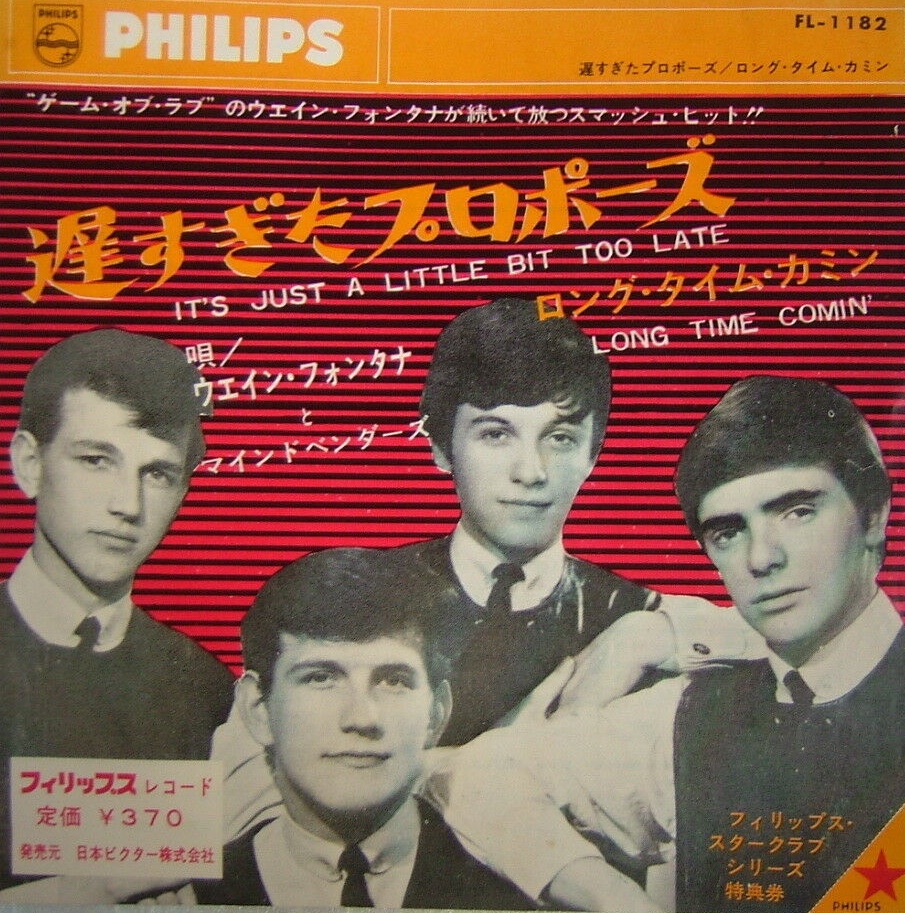 PHILIPS
PHILIPS
FL-1182
遅すぎたプロポーズ/ロング・タイム・カミン
"ゲーム・オブ・ラブ"のウエイン・フォンタナが続いて放つスマッシュ・ヒット!!
遅すぎたプロポーズ
IT'S JUST A LITTLE BIT TOO LATE
ロング・タイム・カミン
LONG TIME COMIN'
唄/
ウエイン・フォンタナ
と
マインドベンダーズ
フィリップス レコード
定価 ¥370
発売元 日本ビクター株式会社
フィリップス・
スタークラブ
シリーズ
特典券
PHILIPS